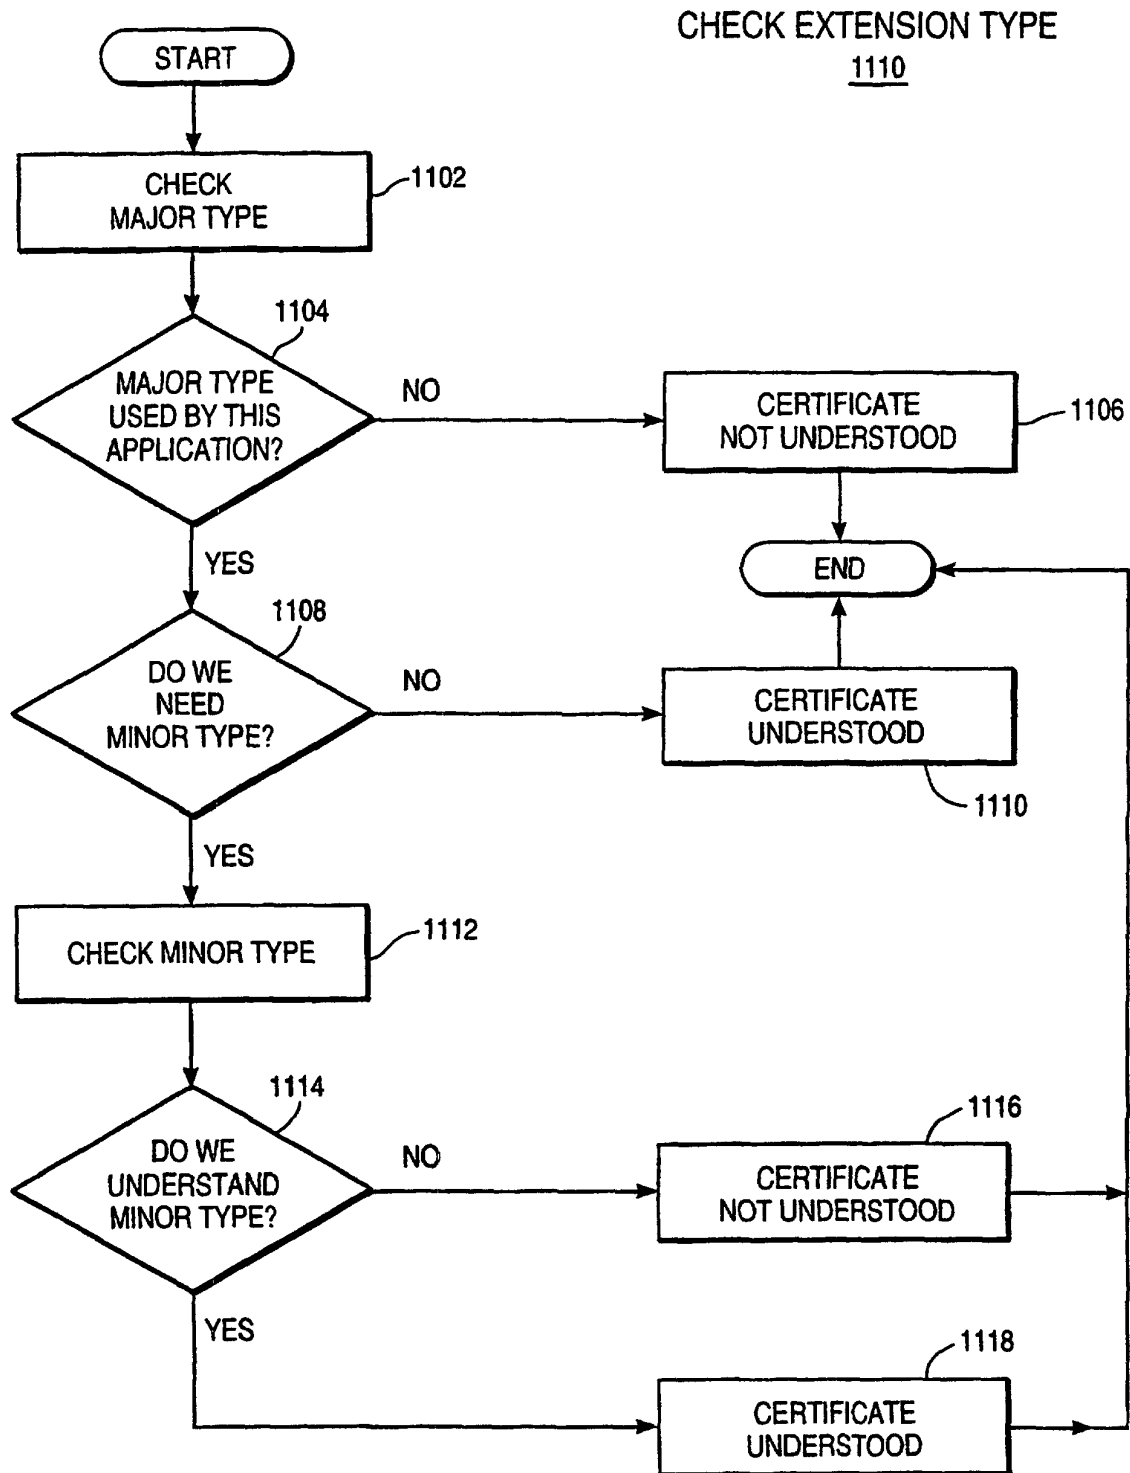 CHECK EXTENSION TYPE
1110
START
CHECK
MAJOR TYPE
1102
1104
MAJOR TYPE
USED BY THIS
APPLICATION?
NO
CERTIFICATE
NOT UNDERSTOOD
1106
YES
END
1108
DO WE
NEED
MINOR TYPE?
NO
CERTIFICATE
UNDERSTOOD
1110
YES
CHECK MINOR TYPE
1112
1114
DO WE
UNDERSTAND
MINOR TYPE?
NO
1116
CERTIFICATE
NOT UNDERSTOOD
YES
1118
CERTIFICATE
UNDERSTOOD